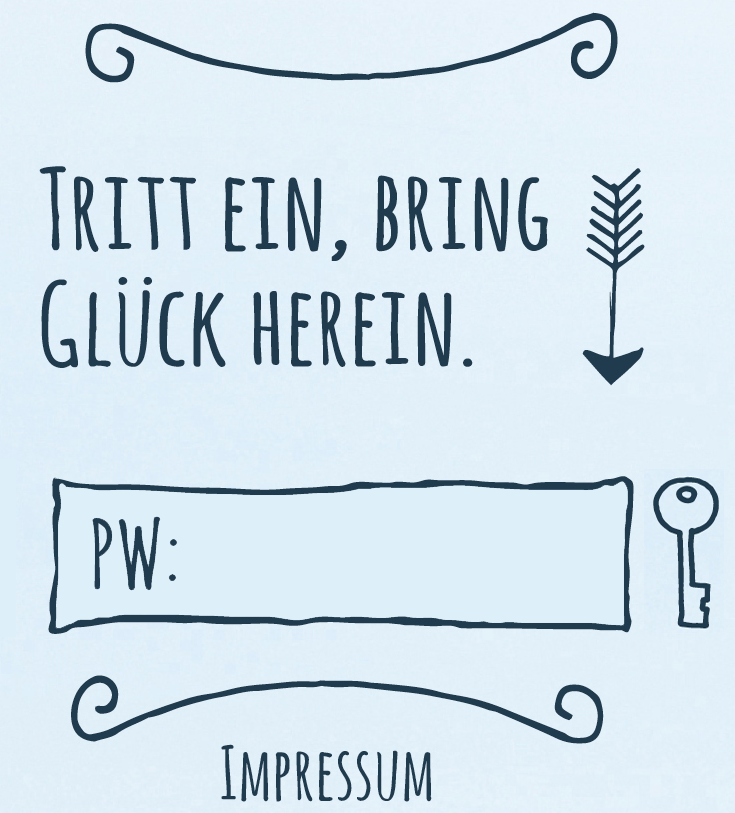 Tritt ein, bring
Glück herein.
PW:
Impressum